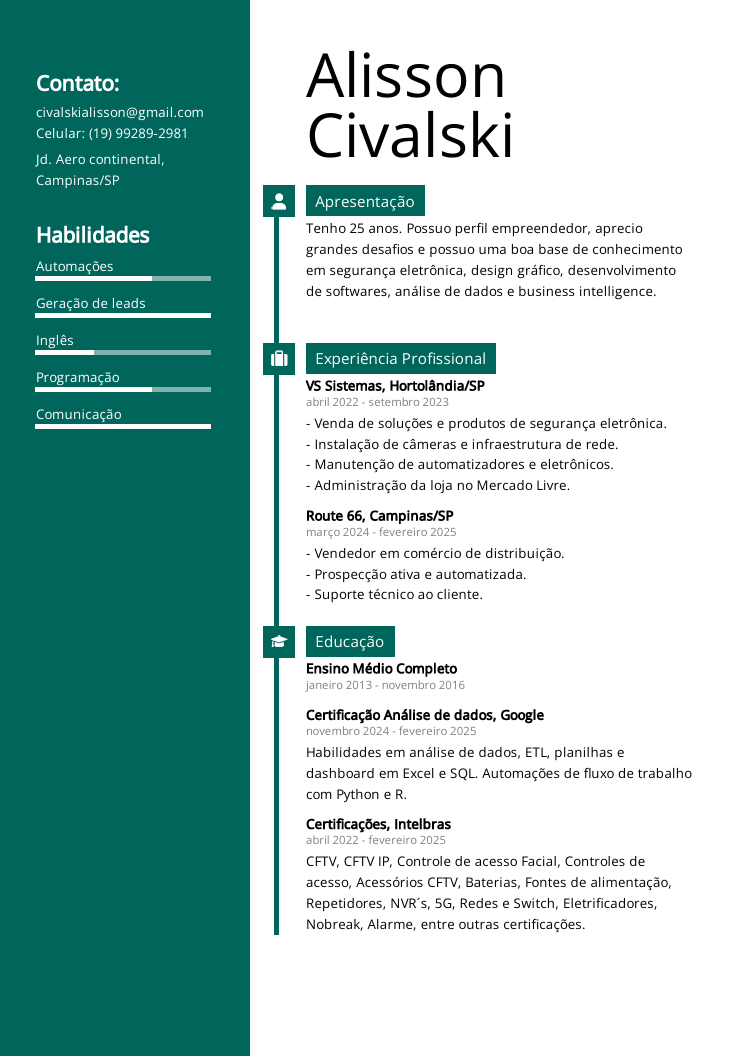 Contato:
civalskialisson@gmail.com
Celular: (19) 99289-2981
Jd. Aero continental,
Campinas/SP
Habilidades
Automações
Geração de leads
Inglês
Programação
Comunicação
Alisson
Civalski
Apresentação
Tenho 25 anos. Possuo perfil empreendedor, aprecio
grandes desafios e possuo uma boa base de conhecimento
em segurança eletrônica, design gráfico, desenvolvimento
de softwares, análise de dados e business intelligence.
Experiência Profissional
VS Sistemas, Hortolândia/SP
abril 2022 - setembro 2023
- Venda de soluções e produtos de segurança eletrônica.
- Instalação de câmeras e infraestrutura de rede.
- Manutenção de automatizadores e eletrônicos.
- Administração da loja no Mercado Livre.
Route 66, Campinas/SP
março 2024 - fevereiro 2025
- Vendedor em comércio de distribuição.
- Prospecção ativa e automatizada.
- Suporte técnico ao cliente.
Educação
Ensino Médio Completo
janeiro 2013 - novembro 2016
Certificação Análise de dados, Google
novembro 2024 - fevereiro 2025
Habilidades em análise de dados, ETL, planilhas e
dashboard em Excel e SQL. Automações de fluxo de trabalho
com Python e R.
Certificações, Intelbras
abril 2022 - fevereiro 2025
CFTV, CFTV IP, Controle de acesso Facial, Controles de
acesso, Acessórios CFTV, Baterias, Fontes de alimentação,
Repetidores, NVR´s, 5G, Redes e Switch, Eletrificadores,
Nobreak, Alarme, entre outras certificações.